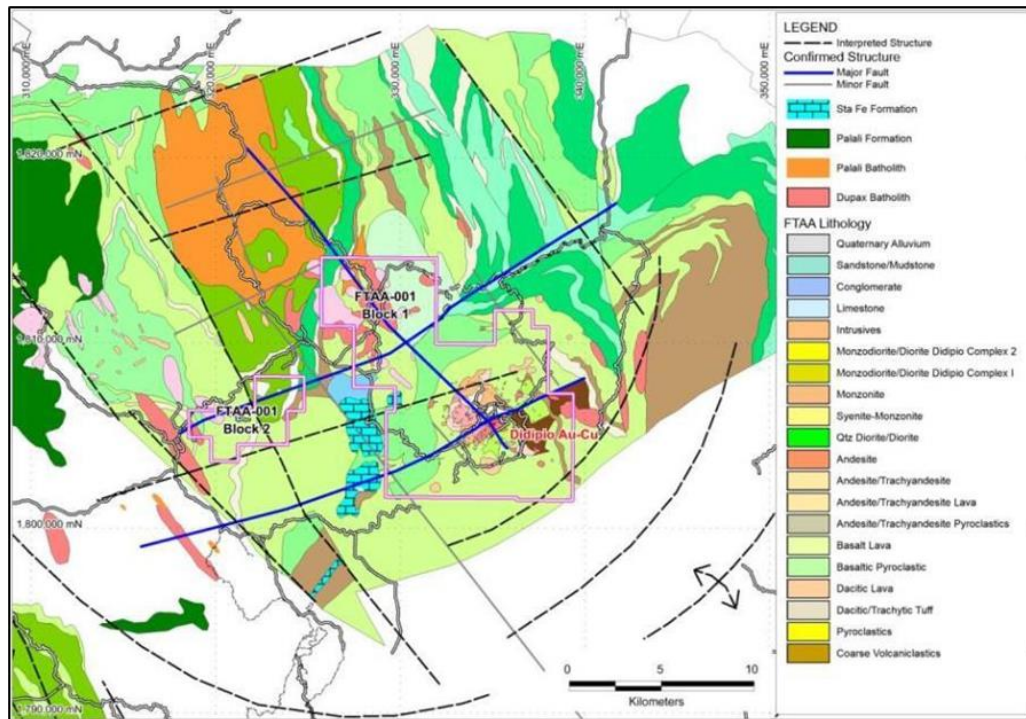 310,000 mE
320,000 mE
330,000 mE
340,000 mE
350,000 mE
1,820,000 mN
1,810,000 mN
1,800,000 mN
1,790,000 mN
FTAA-001
Block 1
FTAA-001
Block 2
Didipio Au-Cu
0 5 10
Kilometers
LEGEND
Interpreted Structure
Confirmed Structure
Major Fault
Minor Fault
Sta Fe Formation
Palali Formation
Palali Batholith
Dupax Batholith
FTAA Lithology
Quaternary Alluvium
Sandstone/Mudstone
Conglomerate
Limestone
Intrusives
Monzodiorite/Diorite Didipio Complex 2
Monzodiorite/Diorite Didipio Complex I
Monzonite
Syenite-Monzonite
Qtz Diorite/Diorite
Andesite
Andesite/Trachyandesite
Andesite/Trachyandesite Lava
Andesite/Trachyandesite Pyroclastics
Basalt Lava
Basaltic Pyroclastic
Dacitic Lava
Dacitic/Trachytic Tuff
Pyroclastics
Coarse Volcaniclastics